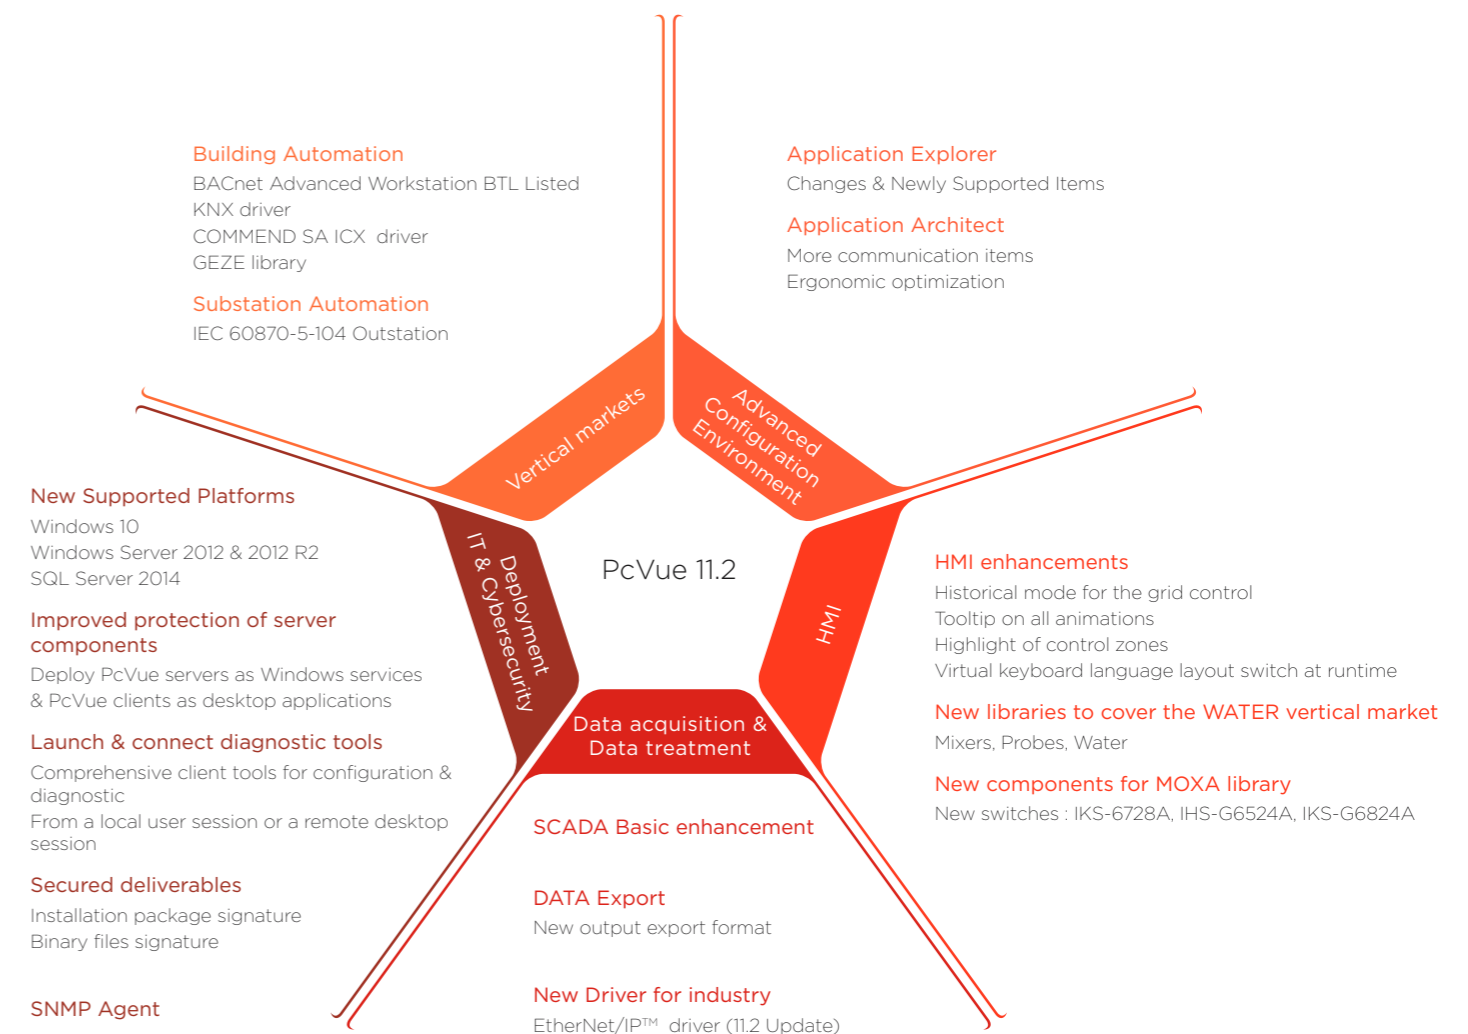 Building Automation
BACnet Advanced Workstation BTL Listed
KNX driver
COMMEND SA ICX driver
GEZE library
Substation Automation
IEC 60870-5-104 Outstation
Application Explorer
Changes & Newly Supported Items
Application Architect
More communication items
Ergonomic optimization
Vertical markets
Advanced
Configuration
Environment
New Supported Platforms
Windows 10
Windows Server 2012 & 2012 R2
SQL Server 2014
Improved protection of server
components
Deploy PcVue servers as Windows services
& PcVue clients as desktop applications
Launch & connect diagnostic tools
Comprehensive client tools for configuration &
diagnostic
From a local user session or a remote desktop
session
Secured deliverables
Installation package signature
Binary files signature
SNMP Agent
Deployment
IT & Cybersecurity
PcVue 11.2
HMI
HMI enhancements
Historical mode for the grid control
Tooltip on all animations
Highlight of control zones
Virtual keyboard language layout switch at runtime
New libraries to cover the WATER vertical market
Mixers, Probes, Water
New components for MOXA library
New switches : IKS-6728A, IHS-G6524A, IKS-G6824A
Data acquisition &
Data treatment
SCADA Basic enhancement
DATA Export
New output export format
New Driver for industry
EtherNet/IP™ driver (11.2 Update)